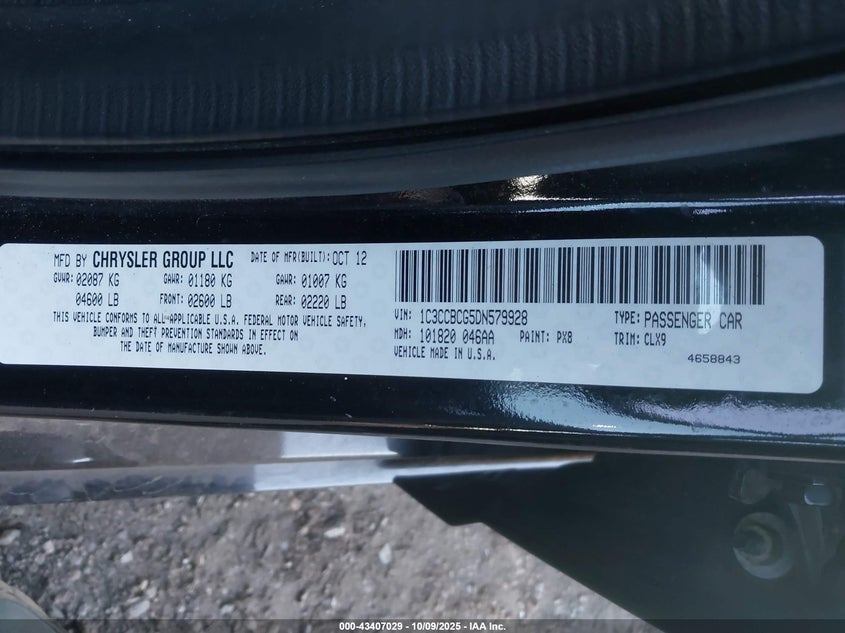 MFD BY CHRYSLER GROUP LLC DATE OF MFR(BUILT): OCT 12
GVWR: 02087 KG GAWR: 01180 KG GAWR: 01007 KG
04600 LB FRONT: 02600 LB REAR: 02220 LB
THIS VEHICLE CONFORMS TO ALL APPLICABLE U.S.A. FEDERAL MOTOR VEHICLE SAFETY,
BUMPER AND THEFT PREVENTION STANDARDS IN EFFECT ON
THE DATE OF MANUFACTURE SHOWN ABOVE.
VIN: 1C3CCBCG5DN579928 TYPE: PASSENGER CAR
MDH: 101820 046AA PAINT: PX8 TRIM: CLX9
VEHICLE MADE IN U.S.A. 4658843
000-43407029 - 10/09/2025 - IAA Inc.